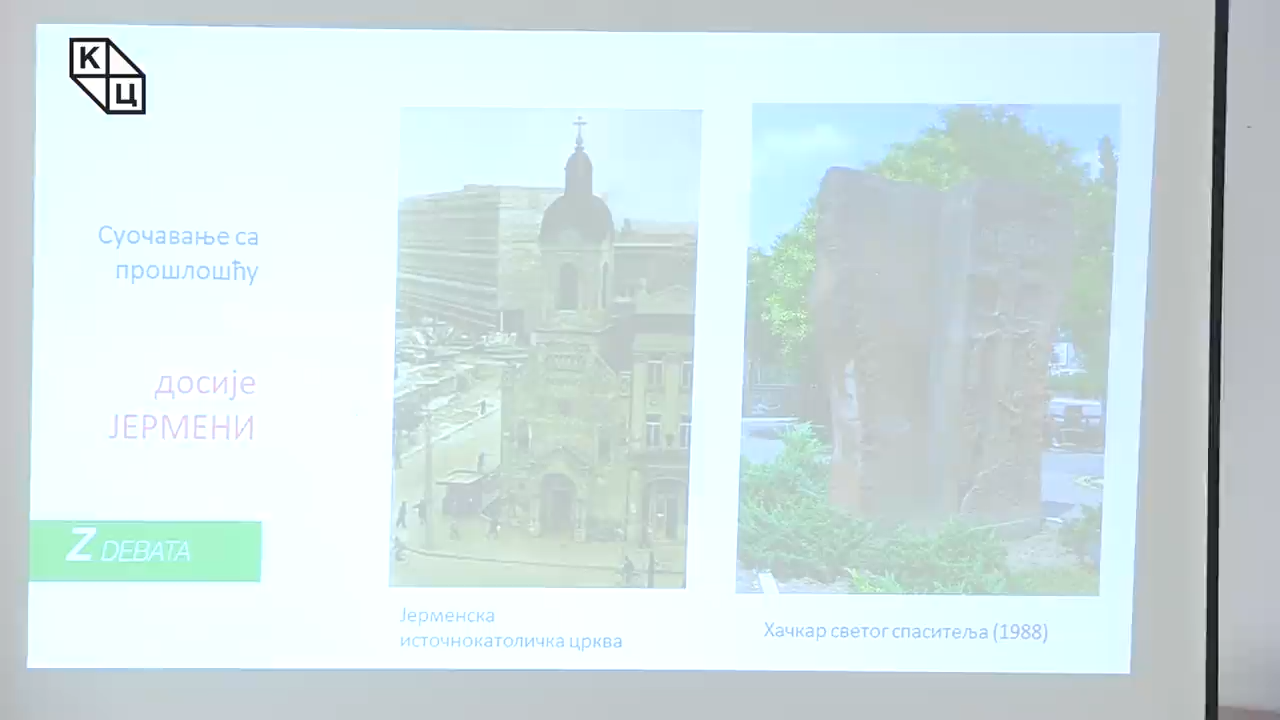 К
Ц
Суочавање са
прошлошћу
досије
ЈЕРМЕНИ
Z DEBATA
Јерменска
источнокатоличка црква
Хачкар светог спаситеља (1988)